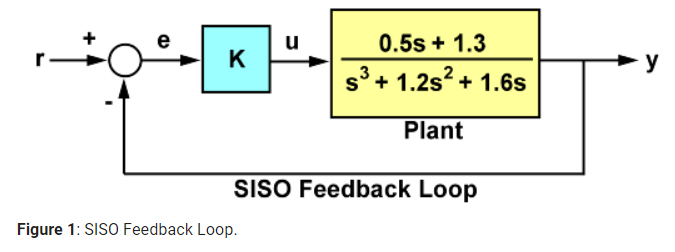 +
r
e
K
u
0.5s + 1.3
s³ + 1.2s² + 1.6s
y
-
Plant
SISO Feedback Loop
Figure 1: SISO Feedback Loop.